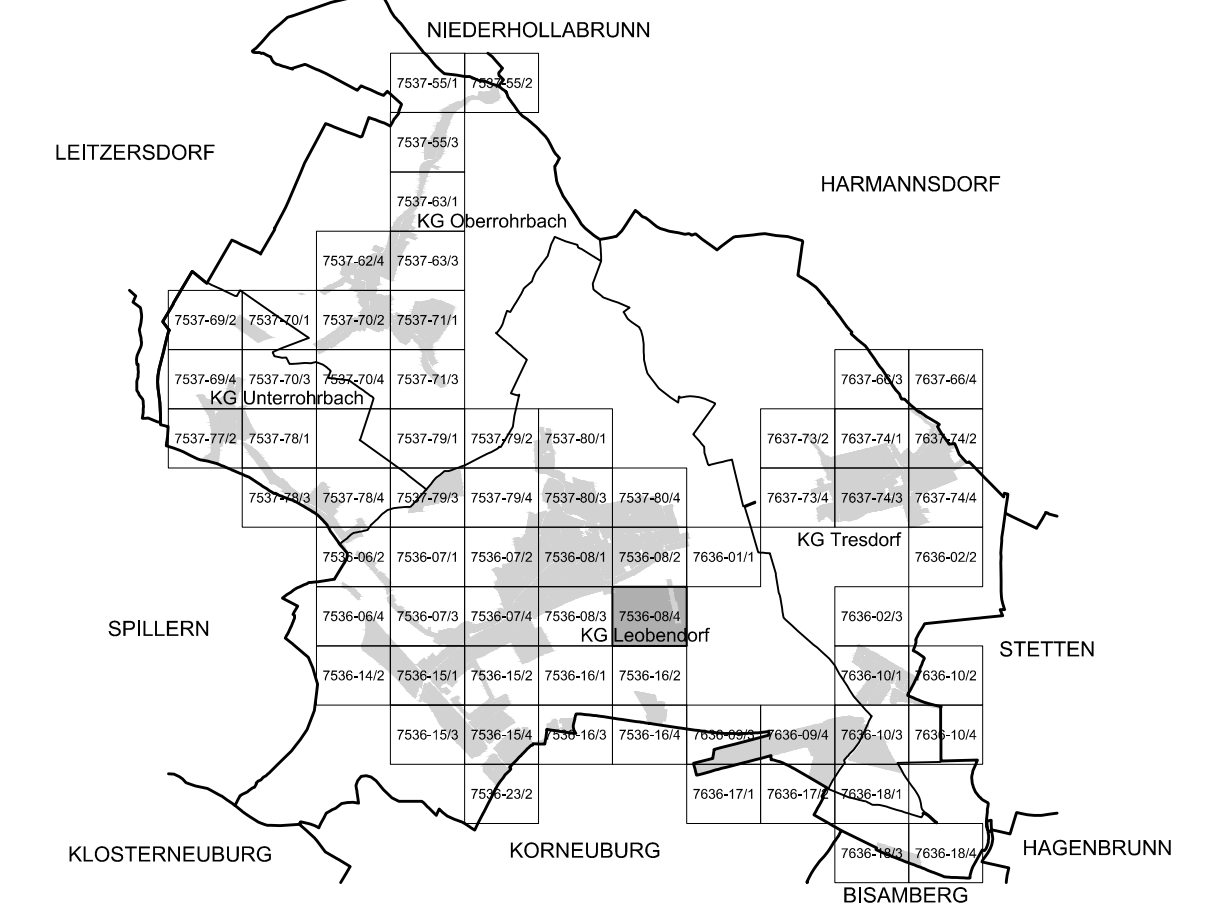 NIEDERHOLLABRUNN
7537-55/1 7537-55/2
LEITZERSDORF
7537-55/3
HARMANNSDORF
7537-63/1
KG Oberrohrbach
7537-62/4 7537-63/3
7537-69/2 7537-70/1 7537-70/2 7537-71/1
7537-69/4 7537-70/3 7537-70/4 7537-71/3 7637-66/3 7637-66/4
KG Unterrohrbach
7537-77/2 7537-78/1 7537-79/1 7537-79/2 7537-80/1 7637-73/2 7637-74/1 7637-74/2
7537-78/3 7537-78/4 7537-79/3 7537-79/4 7537-80/3 7537-80/4 7637-73/4 7637-74/3 7637-74/4
KG Tresdorf
7536-06/2 7536-07/1 7536-07/2 7536-08/1 7536-08/2 7636-01/1 7636-02/2
7536-06/4 7536-07/3 7536-07/4 7536-08/3 7536-08/4 7636-02/3
SPILLERN
KG Leobendorf
STETTEN
7536-14/2 7536-15/1 7536-15/2 7536-16/1 7536-16/2 7636-10/1 7636-10/2
7536-15/3 7536-15/4 7536-16/3 7536-16/4 7636-09/3 7636-09/4 7636-10/3 7636-10/4
7536-23/2 7636-17/1 7636-17/2 7636-18/1
KLOSTERNEUBURG
KORNEUBURG
7636-18/3 7636-18/4
HAGENBRUNN
BISAMBERG